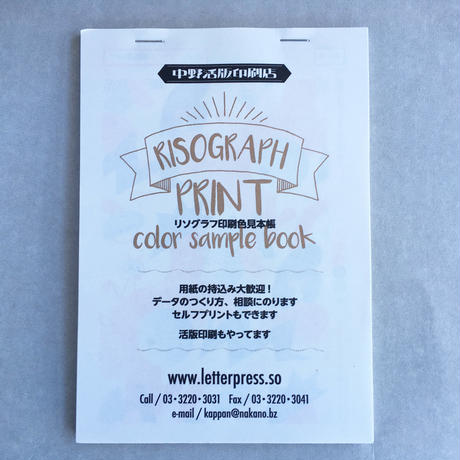 中野活版印刷店
RISOGRAPH
PRINT
リソグラフ印刷色見本帳
color sample book
用紙の持込み大歓迎！
データのつくり方、相談にのります
セルフプリントもできます
活版印刷もやってます
www.letterpress.so
Call / 03・3220・3031 Fax / 03・3220・3041
e-mail / kappan@nakano.bz